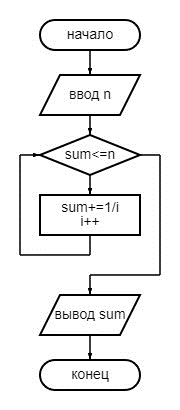 начало
ввод n
sum<=n
sum+=1/i
i++
вывод sum
конец